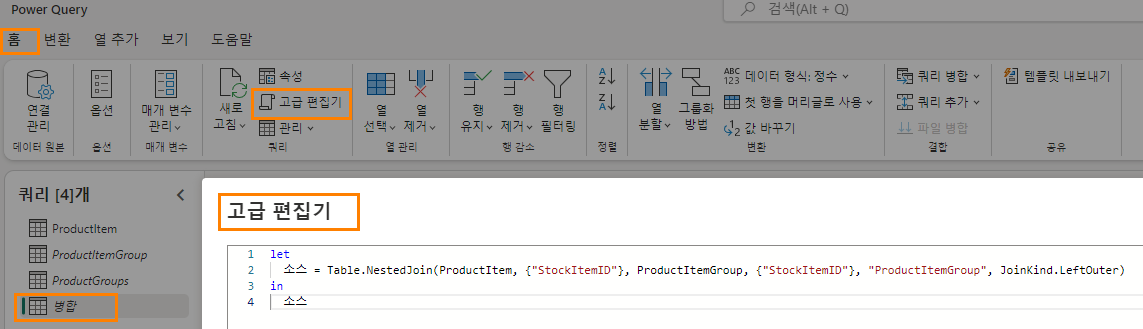 Power Query
검색(Alt + Q)
홈 변환 열 추가 보기 도움말
연결 관리
데이터 원본
옵션
옵션
매개 변수 관리
매개 변수
새로 고침
속성
고급 편집기
관리
쿼리
열 선택
열 제거
열 관리
행 유지
행 제거
행 필터링
행 감소
정렬
열 분할
그룹화 방법
데이터 형식: 정수
첫 행을 머리글로 사용
값 바꾸기
변환
쿼리 병합
쿼리 추가
파일 병합
결합
템플릿 내보내기
공유
쿼리 [4]개
ProductItem
ProductItemGroup
ProductGroups
병합
고급 편집기
1 let
2 소스 = Table.NestedJoin(ProductItem, {"StockItemID"}, ProductItemGroup, {"StockItemID"}, "ProductItemGroup", JoinKind.LeftOuter)
3 in
4 소스